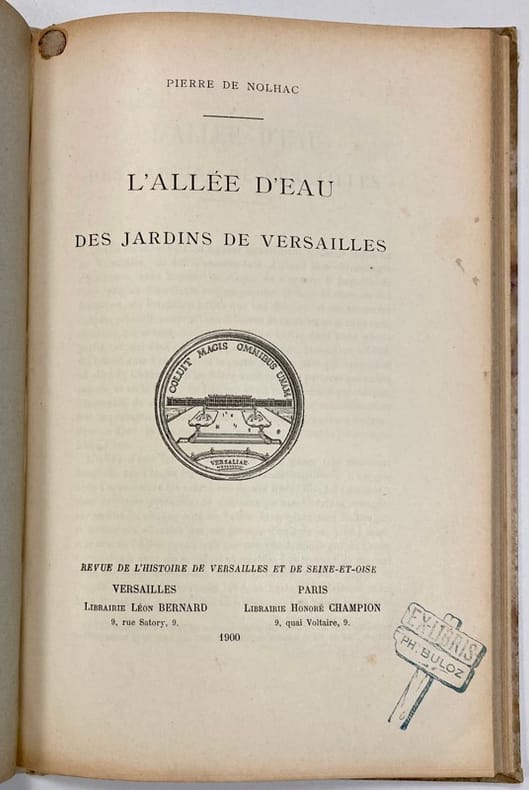 PIERRE DE NOLHAC
L'ALLÉE D'EAU
DES JARDINS DE VERSAILLES
COLUIT MAGIS OMNIBUS UNAM
VERSALIAE
REVUE DE L'HISTOIRE DE VERSAILLES ET DE SEINE-ET-OISE
VERSAILLES
LIBRAIRIE LÉON BERNARD
9, rue Satory, 9.
PARIS
LIBRAIRIE HONORÉ CHAMPION
9, quai Voltaire, 9.
1900
EX-LIBRIS
PH. BULOZ